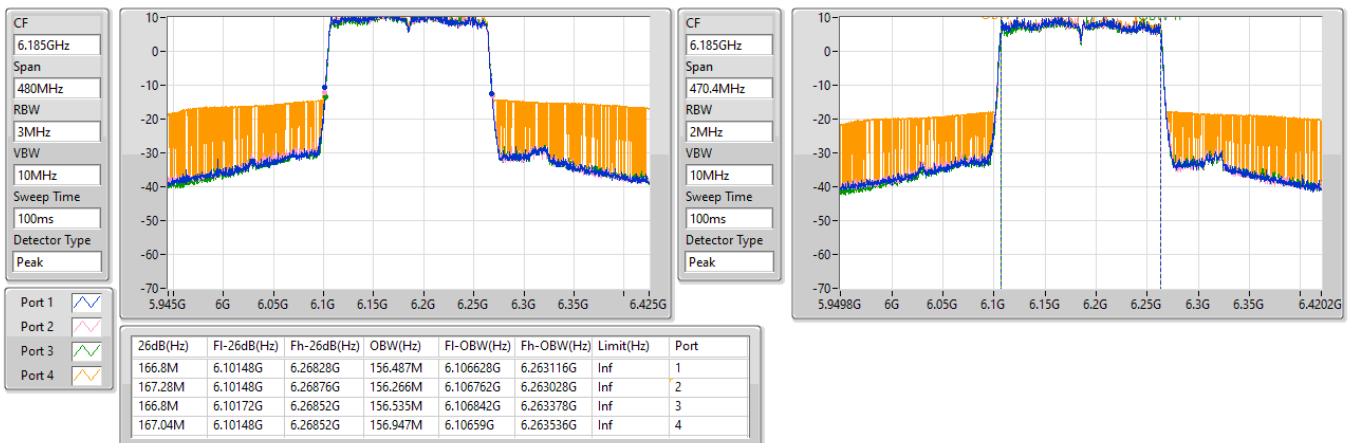 CF
6.185GHz
Span
480MHz
RBW
3MHz
VBW
10MHz
Sweep Time
100ms
Detector Type
Peak
10
0
-10
-20
-30
-40
-50
-60
-70
5.945G 6G 6.05G 6.1G 6.15G 6.2G 6.25G 6.3G 6.35G 6.425G
CF
6.185GHz
Span
470.4MHz
RBW
2MHz
VBW
10MHz
Sweep Time
100ms
Detector Type
Peak
10
0
-10
-20
-30
-40
-50
-60
-70
5.9498G 6G 6.05G 6.1G 6.15G 6.2G 6.25G 6.3G 6.35G 6.4202G
Port 1
Port 2
Port 3
Port 4
26dB(Hz) Fl-26dB(Hz) Fh-26dB(Hz) OBW(Hz) Fl-OBW(Hz) Fh-OBW(Hz) Limit(Hz) Port
166.8M 6.10148G 6.26828G 156.487M 6.106628G 6.263116G Inf 1
167.28M 6.10148G 6.26876G 156.266M 6.106762G 6.263028G Inf 2
166.8M 6.10172G 6.26852G 156.535M 6.106842G 6.263378G Inf 3
167.04M 6.10148G 6.26852G 156.947M 6.10659G 6.263536G Inf 4